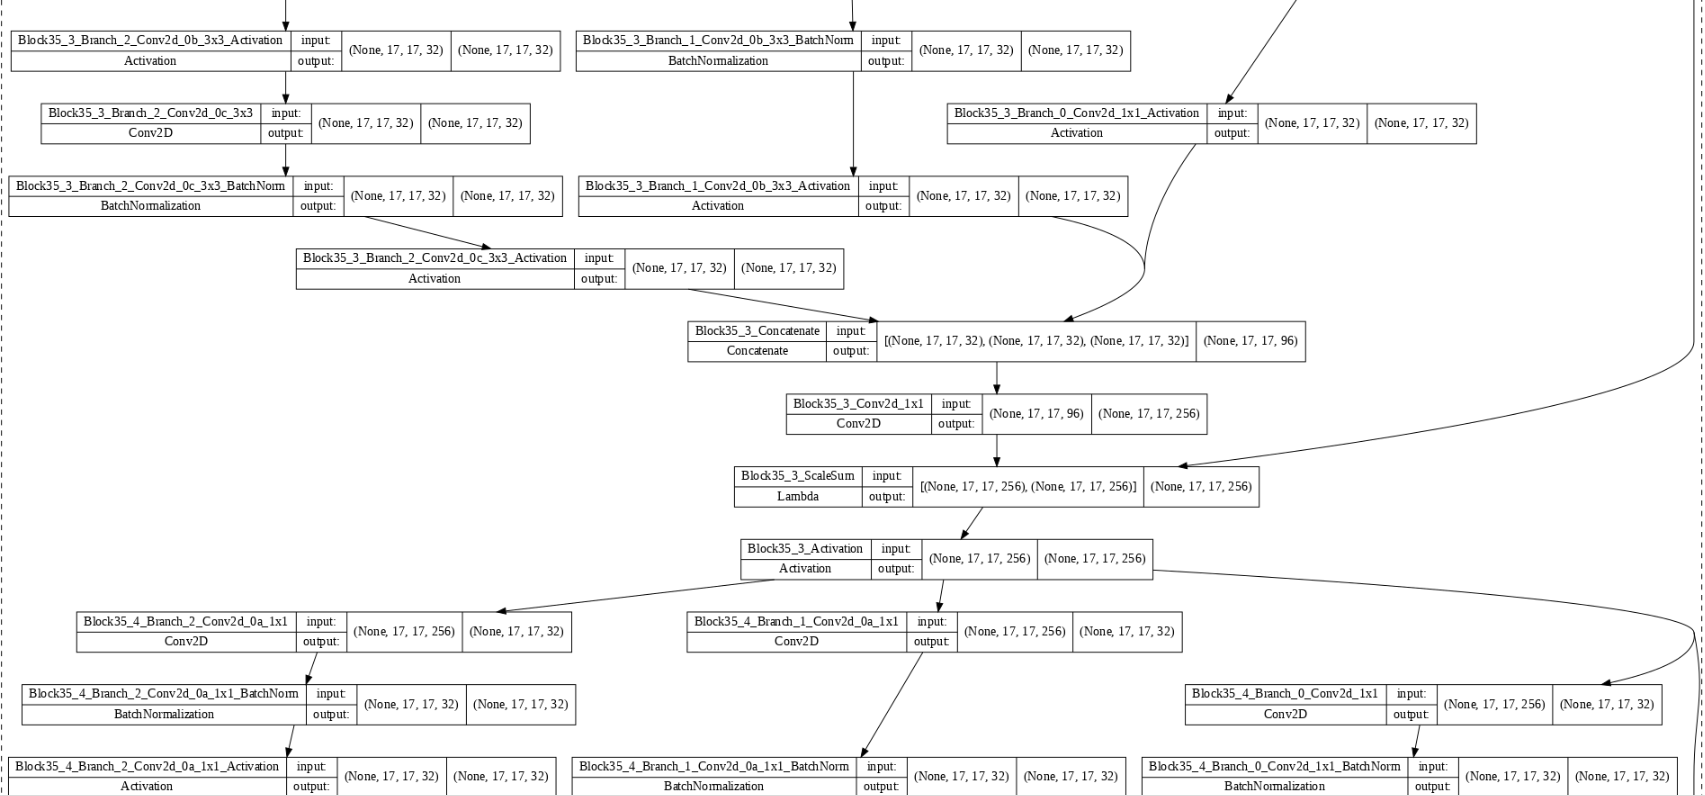 Block35_3_Branch_2_Conv2d_0b_3x3_Activation input: (None, 17, 17, 32) (None, 17, 17, 32)
Activation output:
Block35_3_Branch_1_Conv2d_0b_3x3_BatchNorm input: (None, 17, 17, 32) (None, 17, 17, 32)
BatchNormalization output:
Block35_3_Branch_2_Conv2d_0c_3x3 input: (None, 17, 17, 32) (None, 17, 17, 32)
Conv2D output:
Block35_3_Branch_0_Conv2d_1x1_Activation input: (None, 17, 17, 32) (None, 17, 17, 32)
Activation output:
Block35_3_Branch_2_Conv2d_0c_3x3_BatchNorm input: (None, 17, 17, 32) (None, 17, 17, 32)
BatchNormalization output:
Block35_3_Branch_1_Conv2d_0b_3x3_Activation input: (None, 17, 17, 32) (None, 17, 17, 32)
Activation output:
Block35_3_Branch_2_Conv2d_0c_3x3_Activation input: (None, 17, 17, 32) (None, 17, 17, 32)
Activation output:
Block35_3_Concatenate input: [(None, 17, 17, 32), (None, 17, 17, 32), (None, 17, 17, 32)] (None, 17, 17, 96)
Concatenate output:
Block35_3_Conv2d_1x1 input: (None, 17, 17, 96) (None, 17, 17, 256)
Conv2D output:
Block35_3_ScaleSum input: [(None, 17, 17, 256), (None, 17, 17, 256)] (None, 17, 17, 256)
Lambda output:
Block35_3_Activation input: (None, 17, 17, 256) (None, 17, 17, 256)
Activation output:
Block35_4_Branch_2_Conv2d_0a_1x1 input: (None, 17, 17, 256) (None, 17, 17, 32)
Conv2D output:
Block35_4_Branch_1_Conv2d_0a_1x1 input: (None, 17, 17, 256) (None, 17, 17, 32)
Conv2D output:
Block35_4_Branch_2_Conv2d_0a_1x1_BatchNorm input: (None, 17, 17, 32) (None, 17, 17, 32)
BatchNormalization output:
Block35_4_Branch_0_Conv2d_1x1 input: (None, 17, 17, 256) (None, 17, 17, 32)
Conv2D output:
Block35_4_Branch_2_Conv2d_0a_1x1_Activation input: (None, 17, 17, 32) (None, 17, 17, 32)
Activation output:
Block35_4_Branch_1_Conv2d_0a_1x1_BatchNorm input: (None, 17, 17, 32) (None, 17, 17, 32)
BatchNormalization output:
Block35_4_Branch_0_Conv2d_1x1_BatchNorm input: (None, 17, 17, 32) (None, 17, 17, 32)
BatchNormalization output: